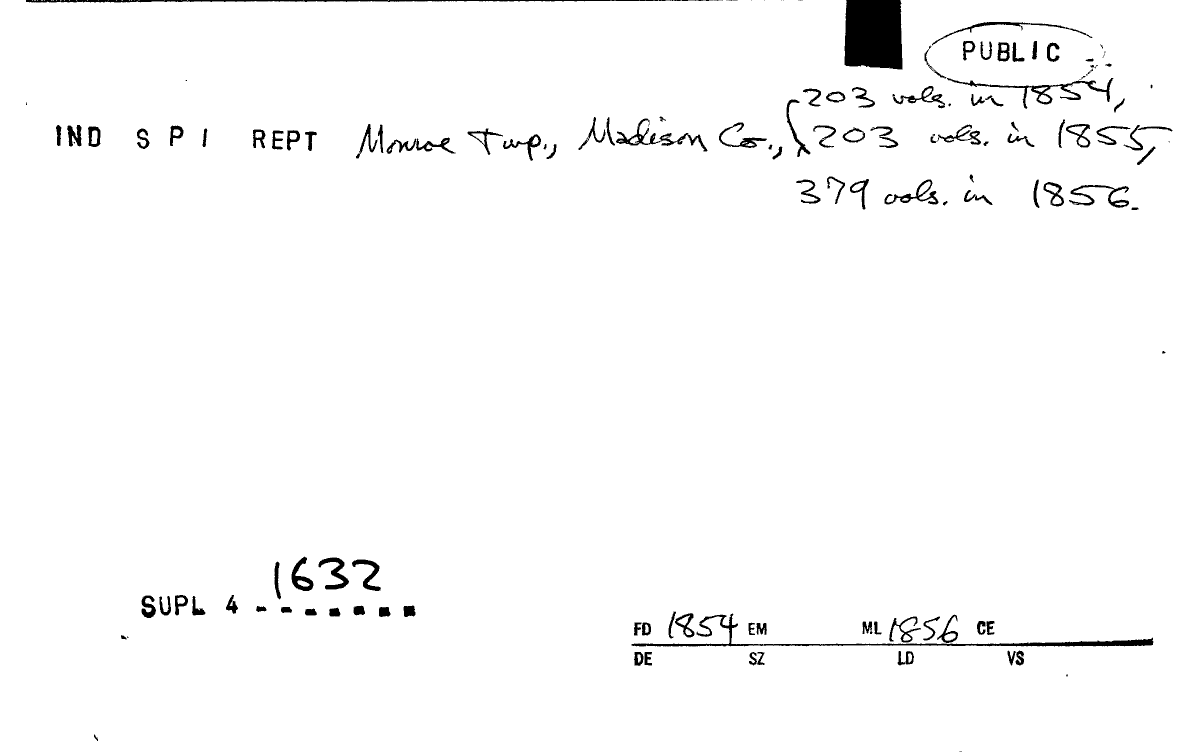 PUBLIC
203 vols. in 1854,
IND S P I REPT Monroe Twp., Madison Co., 203 vols. in 1855,
379 vols. in 1856.
1632
SUPL 4 -------
FD 1854 EM ML 1856 CE
DE SZ LD VS